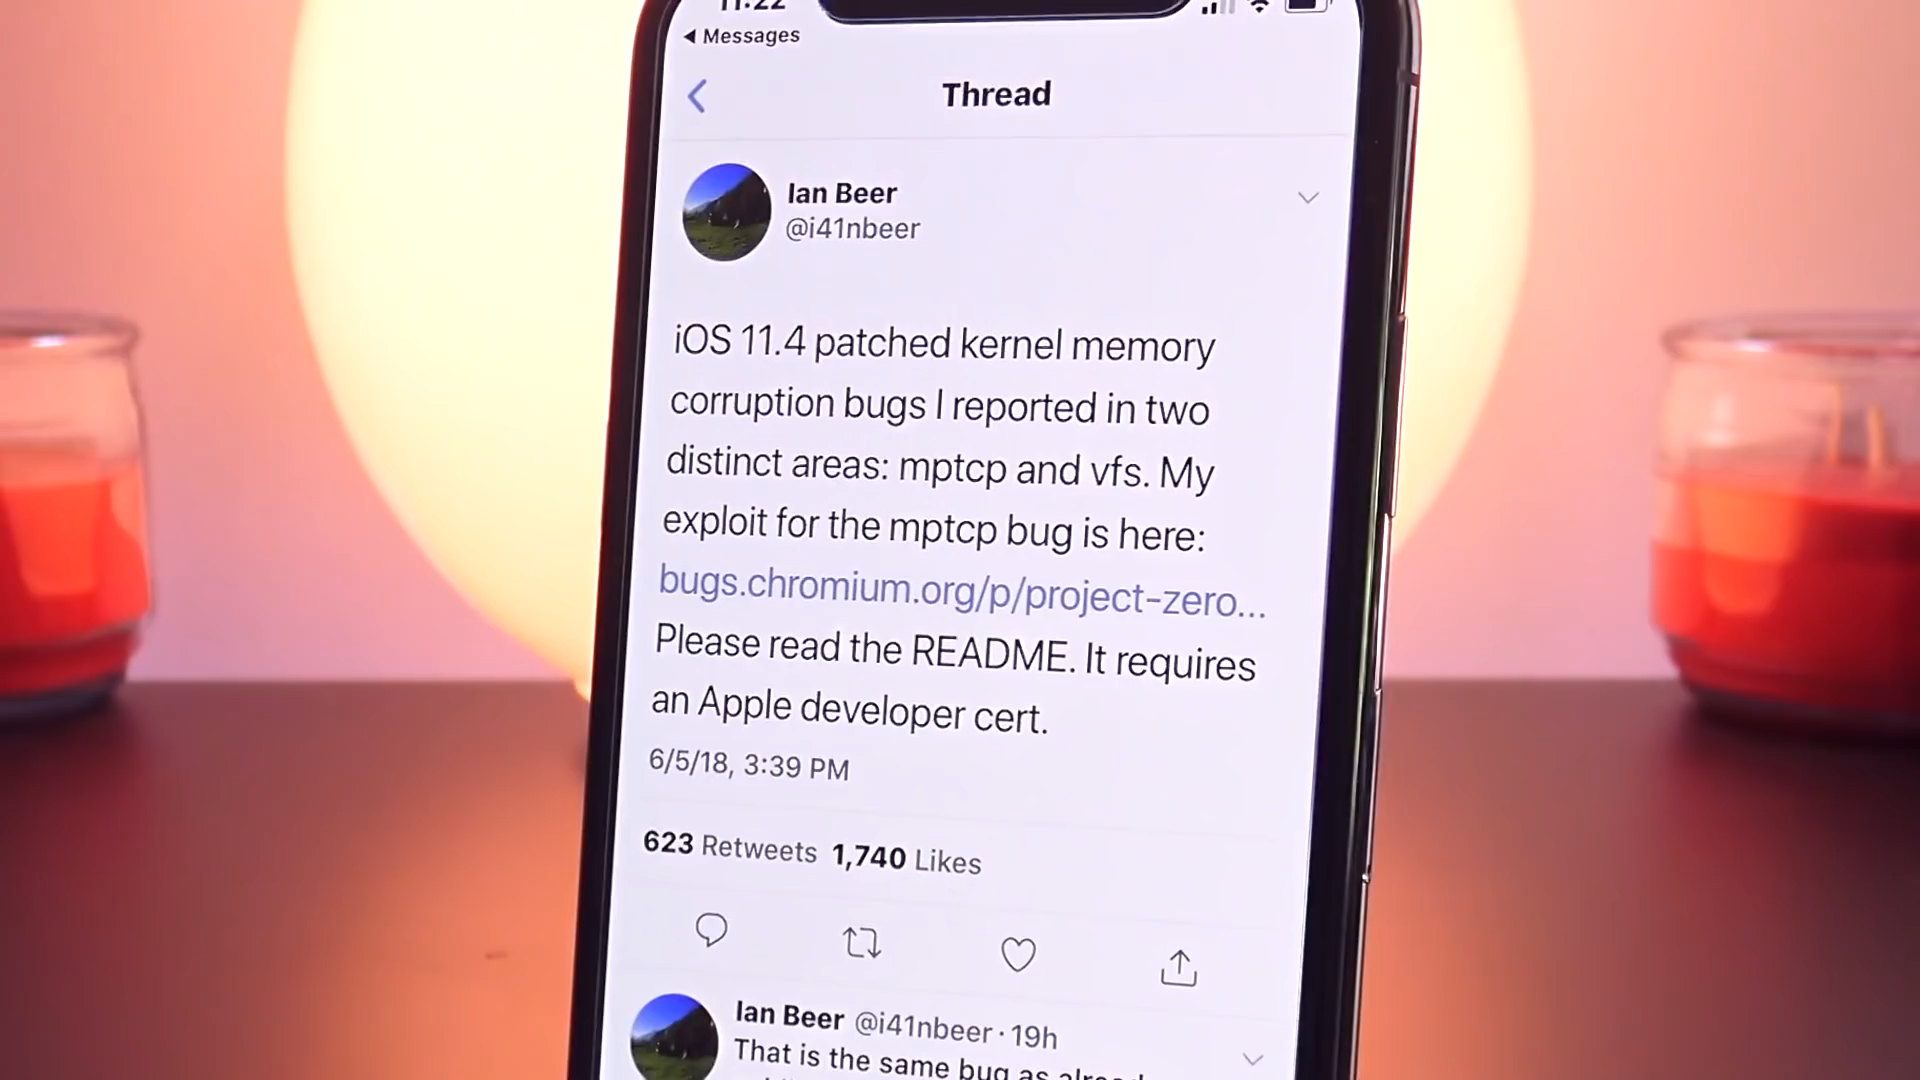 11:22
Messages
Thread
Ian Beer
@i41nbeer
iOS 11.4 patched kernel memory
corruption bugs I reported in two
distinct areas: mptcp and vfs. My
exploit for the mptcp bug is here:
bugs.chromium.org/p/project-zero...
Please read the README. It requires
an Apple developer cert.
6/5/18, 3:39 PM
623 Retweets 1,740 Likes
Ian Beer @i41nbeer · 19h
That is the same bug as